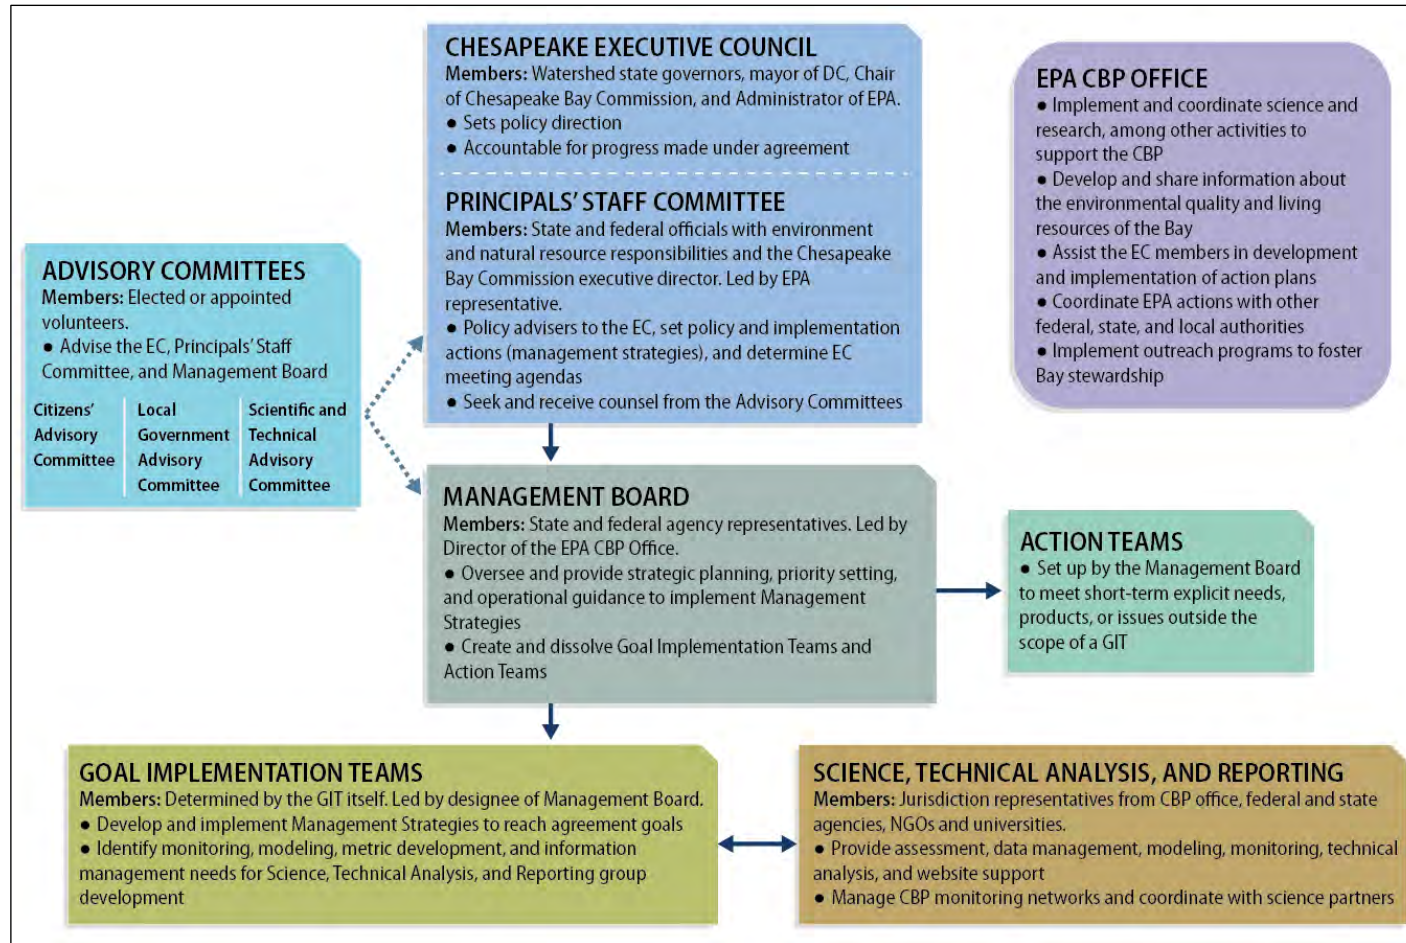 CHESAPEAKE EXECUTIVE COUNCIL
Members: Watershed state governors, mayor of DC, Chair
of Chesapeake Bay Commission, and Administrator of EPA.
● Sets policy direction
● Accountable for progress made under agreement
PRINCIPALS' STAFF COMMITTEE
Members: State and federal officials with environment
and natural resource responsibilities and the Chesapeake
Bay Commission executive director. Led by EPA
representative.
● Policy advisers to the EC, set policy and implementation
actions (management strategies), and determine EC
meeting agendas
● Seek and receive counsel from the Advisory Committees
EPA CBP OFFICE
● Implement and coordinate science and
research, among other activities to
support the CBP
● Develop and share information about
the environmental quality and living
resources of the Bay
● Assist the EC members in development
and implementation of action plans
● Coordinate EPA actions with other
federal, state, and local authorities
● Implement outreach programs to foster
Bay stewardship
ADVISORY COMMITTEES
Members: Elected or appointed
volunteers.
● Advise the EC, Principals' Staff
Committee, and Management Board
Citizens'
Advisory
Committee
Local
Government
Advisory
Committee
Scientific and
Technical
Advisory
Committee
MANAGEMENT BOARD
Members: State and federal agency representatives. Led by
Director of the EPA CBP Office.
● Oversee and provide strategic planning, priority setting,
and operational guidance to implement Management
Strategies
● Create and dissolve Goal Implementation Teams and
Action Teams
ACTION TEAMS
● Set up by the Management Board
to meet short-term explicit needs,
products, or issues outside the
scope of a GIT
GOAL IMPLEMENTATION TEAMS
Members: Determined by the GIT itself. Led by designee of Management Board.
● Develop and implement Management Strategies to reach agreement goals
● Identify monitoring, modeling, metric development, and information
management needs for Science, Technical Analysis, and Reporting group
development
SCIENCE, TECHNICAL ANALYSIS, AND REPORTING
Members: Jurisdiction representatives from CBP office, federal and state
agencies, NGOs and universities.
● Provide assessment, data management, modeling, monitoring, technical
analysis, and website support
● Manage CBP monitoring networks and coordinate with science partners